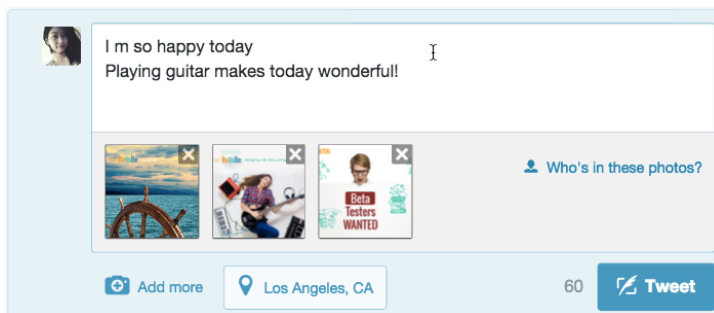 I m so happy today
Playing guitar makes today wonderful!
Beta
Testers
WANTED
Who's in these photos?
Add more
Los Angeles, CA
60
Tweet